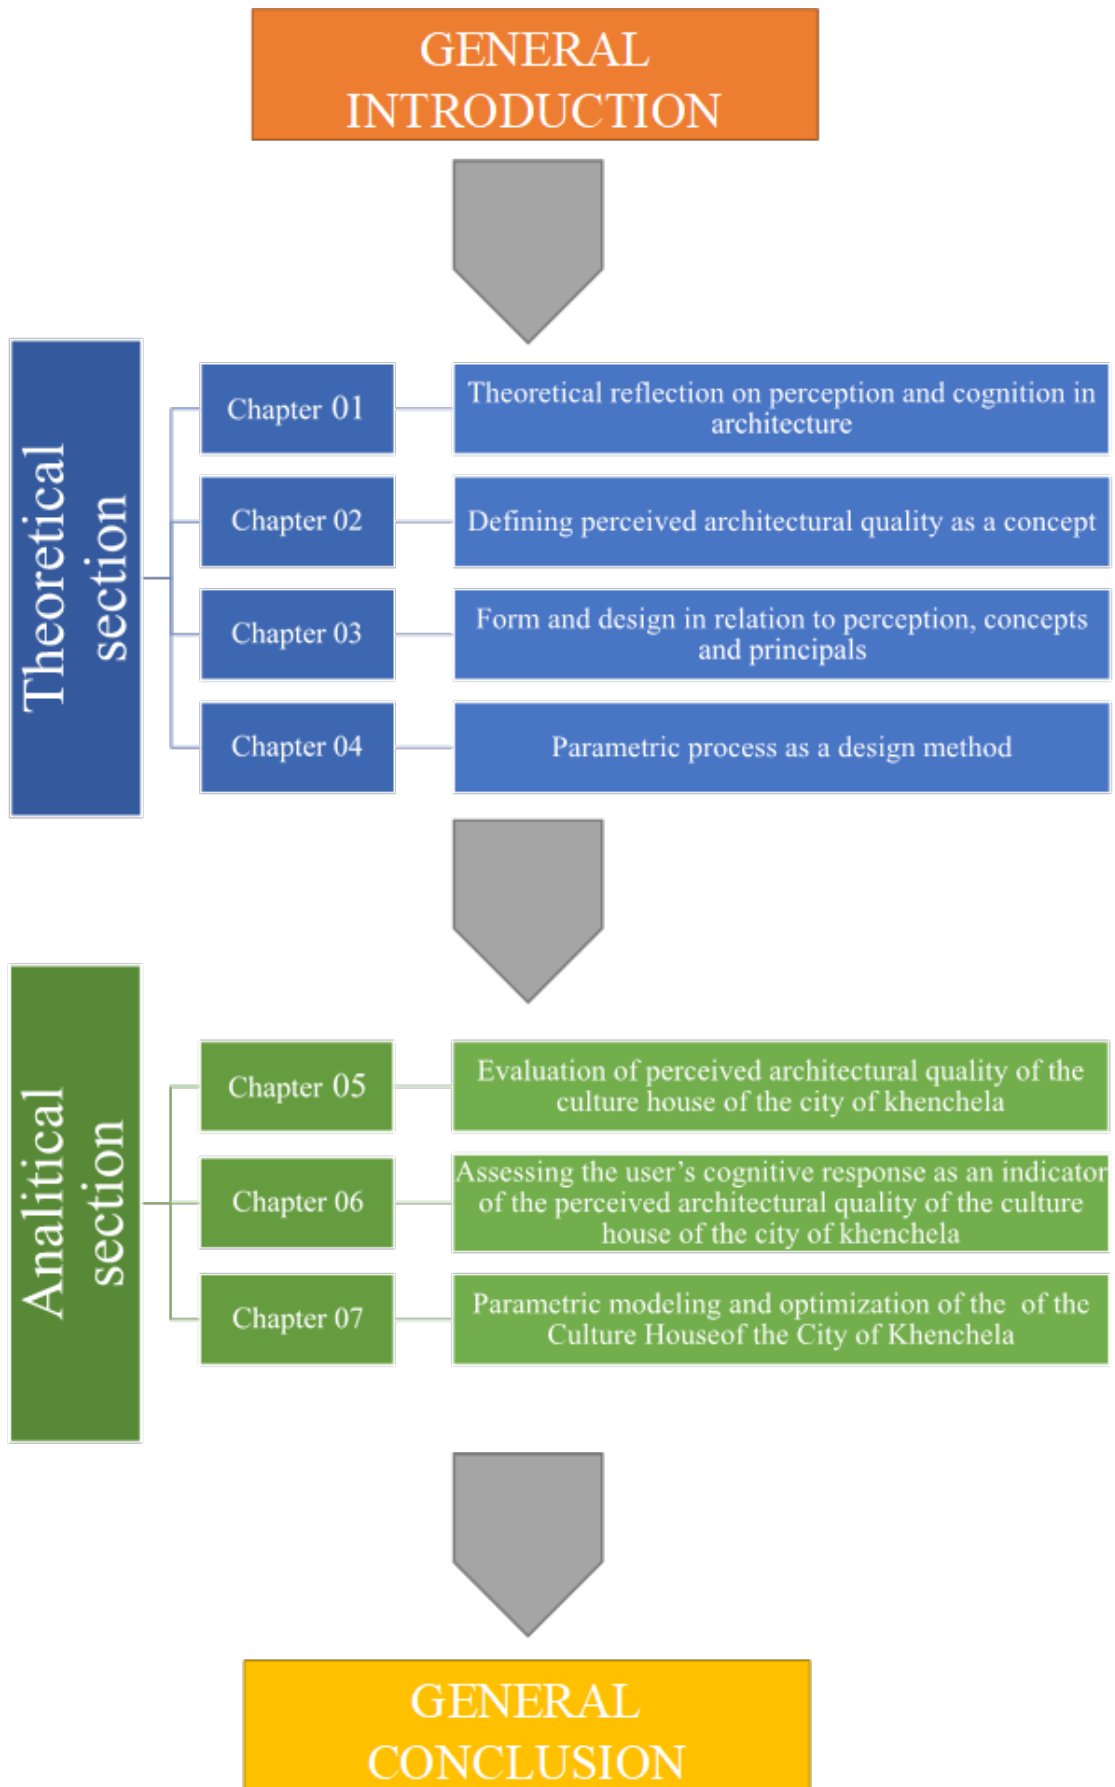 GENERAL
INTRODUCTION
Theoretical
section
Chapter 01
Theoretical reflection on perception and cognition in
architecture
Chapter 02
Defining perceived architectural quality as a concept
Chapter 03
Form and design in relation to perception, concepts
and principals
Chapter 04
Parametric process as a design method
Analitical
section
Chapter 05
Evaluation of perceived architectural quality of the
culture house of the city of khenchela
Chapter 06
Assessing the user’s cognitive response as an indicator
of the perceived architectural quality of the culture
house of the city of khenchela
Chapter 07
Parametric modeling and optimization of the of the
Culture Houseof the City of Khenchela
GENERAL
CONCLUSION